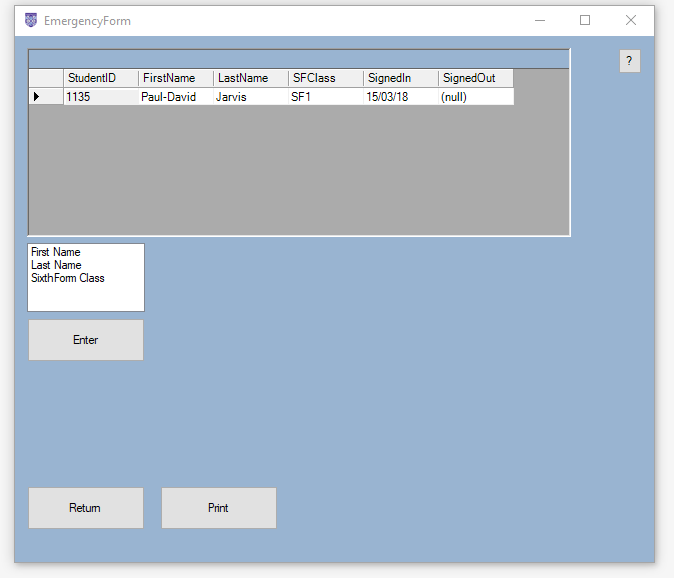 EmergencyForm
?
StudentID FirstName LastName SFClass SignedIn SignedOut
1135 Paul-David Jarvis SF1 15/03/18 (null)
First Name
Last Name
SixthForm Class
Enter
Return Print